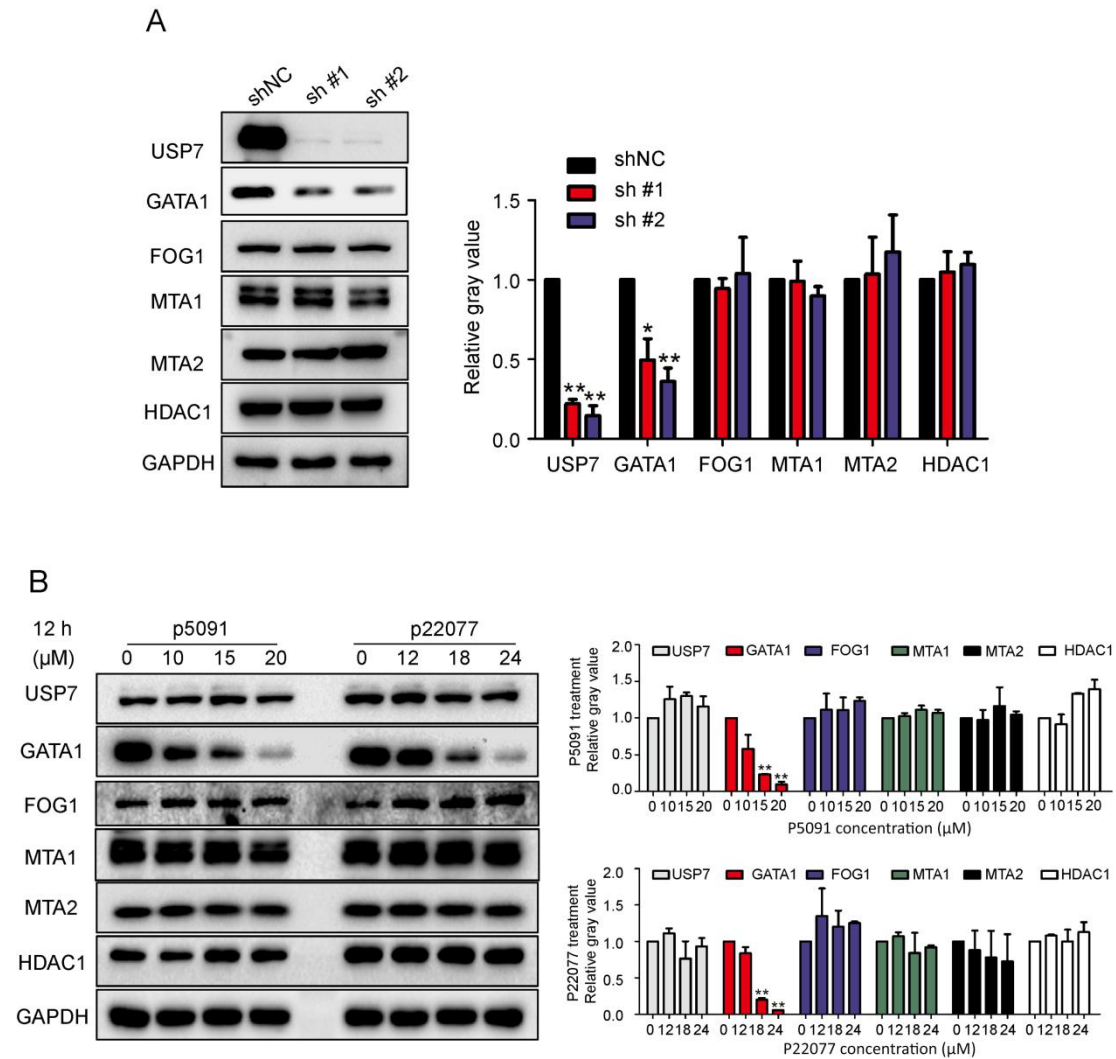 A
shNC sh #1 sh #2
USP7
GATA1
FOG1
MTA1
MTA2
HDAC1
GAPDH
shNC
sh #1
sh #2
Relative gray value
1.5
1.0
0.5
0.0
* ** ** **
USP7 GATA1 FOG1 MTA1 MTA2 HDAC1
B
12 h p5091 p22077
(µM) 0 10 15 20 0 12 18 24
USP7
GATA1
FOG1
MTA1
MTA2
HDAC1
GAPDH
P5091 treatment
Relative gray value
2.0
1.5
1.0
0.5
0.0
USP7 GATA1 FOG1 MTA1 MTA2 HDAC1
** **
0 10 15 20 0 10 15 20 0 10 15 20 0 10 15 20 0 10 15 20 0 10 15 20
P5091 concentration (µM)
P22077 treatment
Relative gray value
2.0
1.5
1.0
0.5
0.0
USP7 GATA1 FOG1 MTA1 MTA2 HDAC1
** **
0 12 18 24 0 12 18 24 0 12 18 24 0 12 18 24 0 12 18 24 0 12 18 24
P22077 concentration (µM)